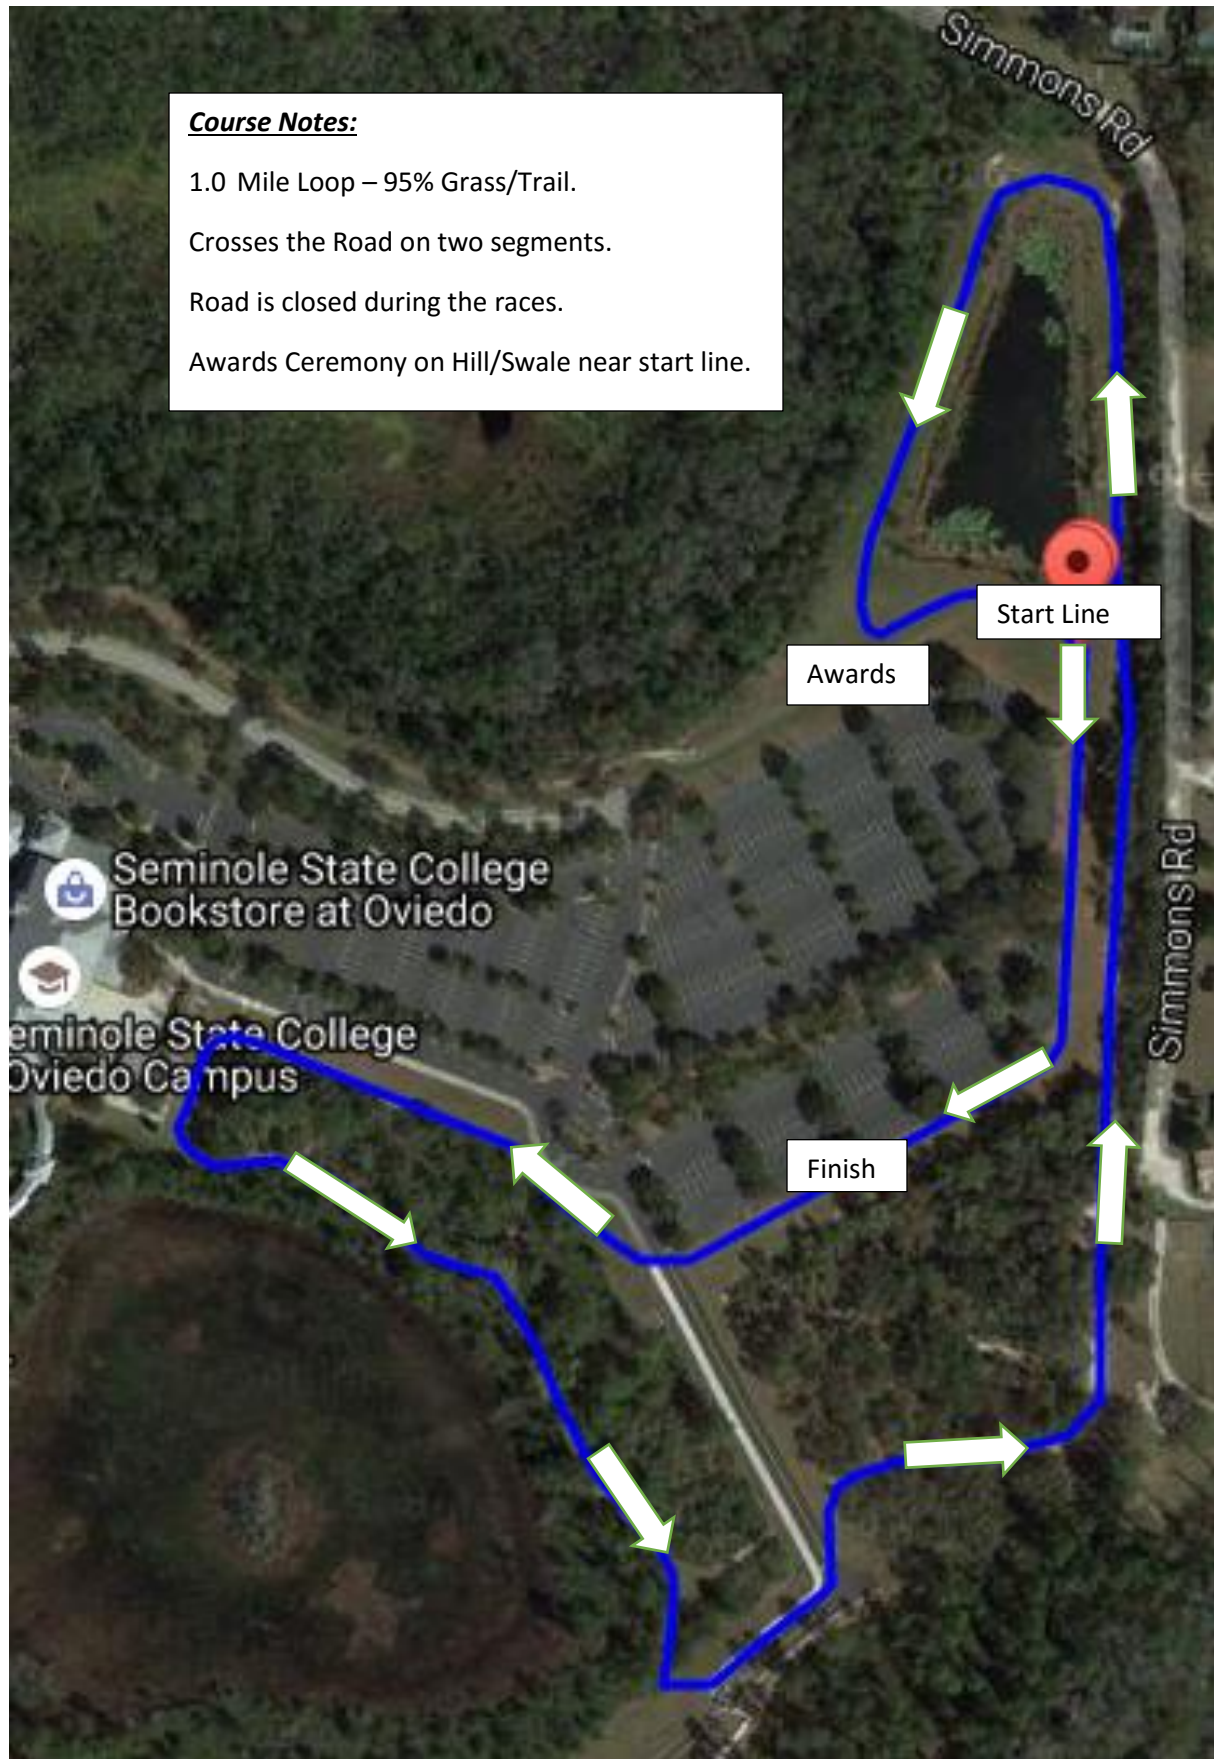 Simmons Rd
Course Notes:
1.0 Mile Loop – 95% Grass/Trail.
Crosses the Road on two segments.
Road is closed during the races.
Awards Ceremony on Hill/Swale near start line.
Start Line
Awards
Seminole State College
Bookstore at Oviedo
Simmons Rd
eminole State College
Oviedo Campus
Finish